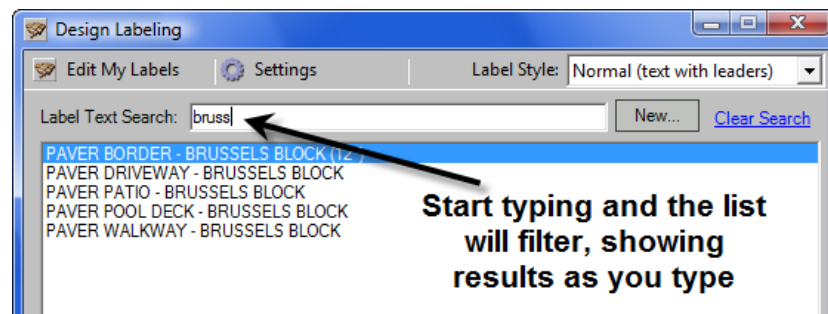 Design Labeling
Edit My Labels Settings Label Style: Normal (text with leaders)
Label Text Search: bruss New... Clear Search
PAVER BORDER - BRUSSELS BLOCK (12")
PAVER DRIVEWAY - BRUSSELS BLOCK
PAVER PATIO - BRUSSELS BLOCK
PAVER POOL DECK - BRUSSELS BLOCK
PAVER WALKWAY - BRUSSELS BLOCK
Start typing and the list
will filter, showing
results as you type